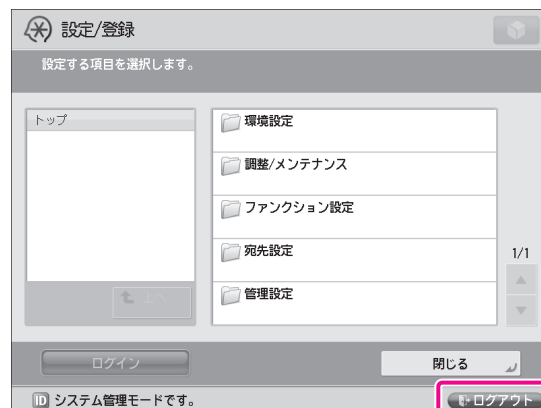 設定/登録
設定する項目を選択します。
トップ
環境設定
調整/メンテナンス
ファンクション設定
宛先設定
管理設定
1/1
上へ
ログイン
閉じる
ID システム管理モードです。
ログアウト